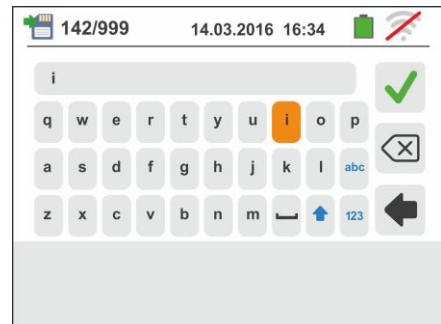 142/999 14.03.2016 16:34
i
q w e r t y u i o p
a s d f g h j k l abc
z x c v b n m 123